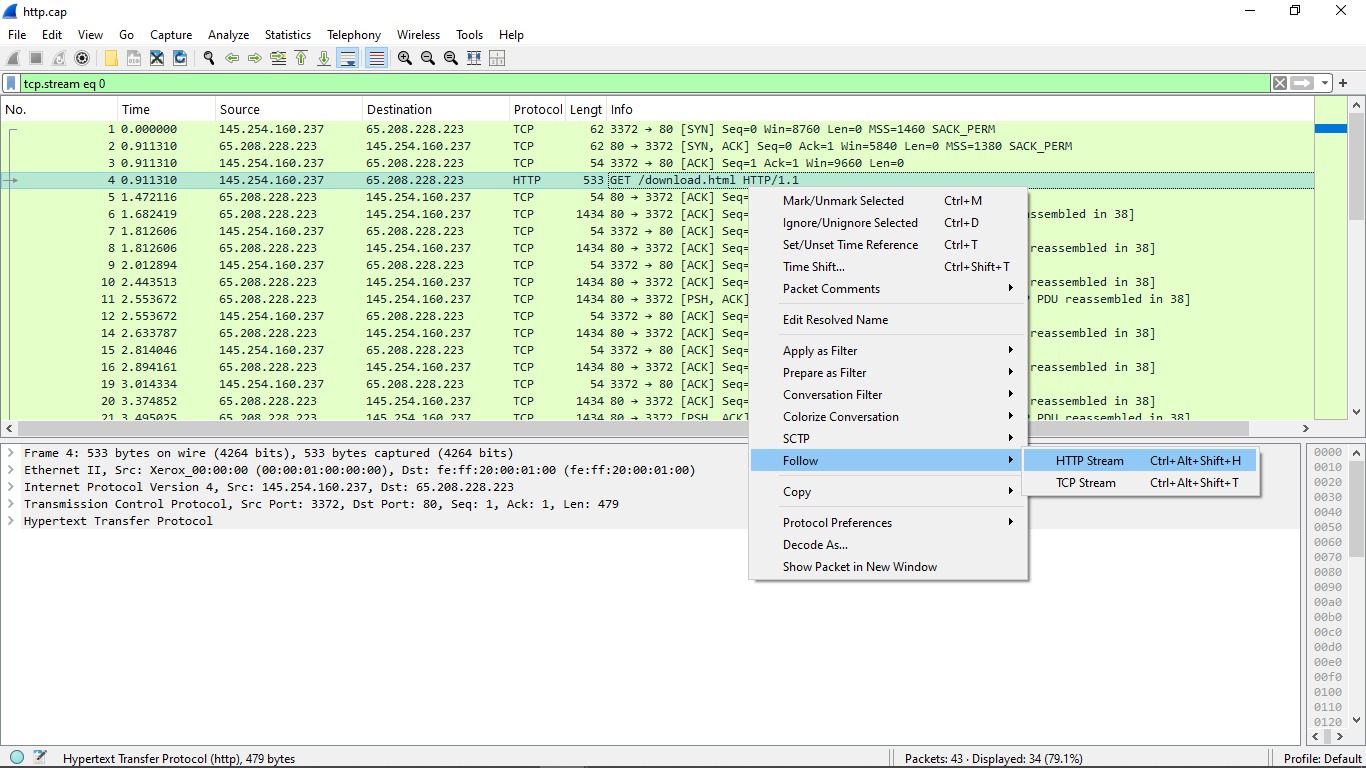 http.cap
File Edit View Go Capture Analyze Statistics Telephony Wireless Tools Help
tcp.stream eq 0
No. Time Source Destination Protocol Lengt Info
1 0.000000 145.254.160.237 65.208.228.223 TCP 62 3372 → 80 [SYN] Seq=0 Win=8760 Len=0 MSS=1460 SACK_PERM
2 0.911310 65.208.228.223 145.254.160.237 TCP 62 80 → 3372 [SYN, ACK] Seq=0 Ack=1 Win=5840 Len=0 MSS=1380 SACK_PERM
3 0.911310 145.254.160.237 65.208.228.223 TCP 54 3372 → 80 [ACK] Seq=1 Ack=1 Win=9660 Len=0
4 0.911310 145.254.160.237 65.208.228.223 HTTP 533 GET /download.html HTTP/1.1
5 1.472116 65.208.228.223 145.254.160.237 TCP 54 80 → 3372 [ACK] Seq=
6 1.682419 65.208.228.223 145.254.160.237 TCP 1434 80 → 3372 [ACK] Seq= assembled in 38]
7 1.812606 145.254.160.237 65.208.228.223 TCP 54 3372 → 80 [ACK] Seq=
8 1.812606 65.208.228.223 145.254.160.237 TCP 1434 80 → 3372 [ACK] Seq= reassembled in 38]
9 2.012894 145.254.160.237 65.208.228.223 TCP 54 3372 → 80 [ACK] Seq=
10 2.443513 65.208.228.223 145.254.160.237 TCP 1434 80 → 3372 [ACK] Seq= reassembled in 38]
11 2.553672 65.208.228.223 145.254.160.237 TCP 1434 80 → 3372 [PSH, ACK] PDU reassembled in 38]
12 2.553672 145.254.160.237 65.208.228.223 TCP 54 3372 → 80 [ACK] Seq=
14 2.633787 65.208.228.223 145.254.160.237 TCP 1434 80 → 3372 [ACK] Seq= reassembled in 38]
15 2.814046 145.254.160.237 65.208.228.223 TCP 54 3372 → 80 [ACK] Seq=
16 2.894161 65.208.228.223 145.254.160.237 TCP 1434 80 → 3372 [ACK] Seq= reassembled in 38]
19 3.014334 145.254.160.237 65.208.228.223 TCP 54 3372 → 80 [ACK] Seq=
20 3.374852 65.208.228.223 145.254.160.237 TCP 1434 80 → 3372 [ACK] Seq= reassembled in 38]
21 3.495025 65.208.228.223 145.254.160.237 TCP 1434 80 → 3372 [PSH, ACK] PDU reassembled in 38]
Mark/Unmark Selected Ctrl+M
Ignore/Unignore Selected Ctrl+D
Set/Unset Time Reference Ctrl+T
Time Shift... Ctrl+Shift+T
Packet Comments
Edit Resolved Name
Apply as Filter
Prepare as Filter
Conversation Filter
Colorize Conversation
SCTP
Follow
Copy
Protocol Preferences
Decode As...
Show Packet in New Window
HTTP Stream Ctrl+Alt+Shift+H
TCP Stream Ctrl+Alt+Shift+T
Frame 4: 533 bytes on wire (4264 bits), 533 bytes captured (4264 bits)
Ethernet II, Src: Xerox_00:00:00 (00:00:01:00:00:00), Dst: fe:ff:20:00:01:00 (fe:ff:20:00:01:00)
Internet Protocol Version 4, Src: 145.254.160.237, Dst: 65.208.228.223
Transmission Control Protocol, Src Port: 3372, Dst Port: 80, Seq: 1, Ack: 1, Len: 479
Hypertext Transfer Protocol
0000
0010
0020
0030
0040
0050
0060
0070
0080
0090
00a0
00b0
00c0
00d0
00e0
00f0
0100
0110
0120
Hypertext Transfer Protocol (http), 479 bytes
Packets: 43 · Displayed: 34 (79.1%)
Profile: Default